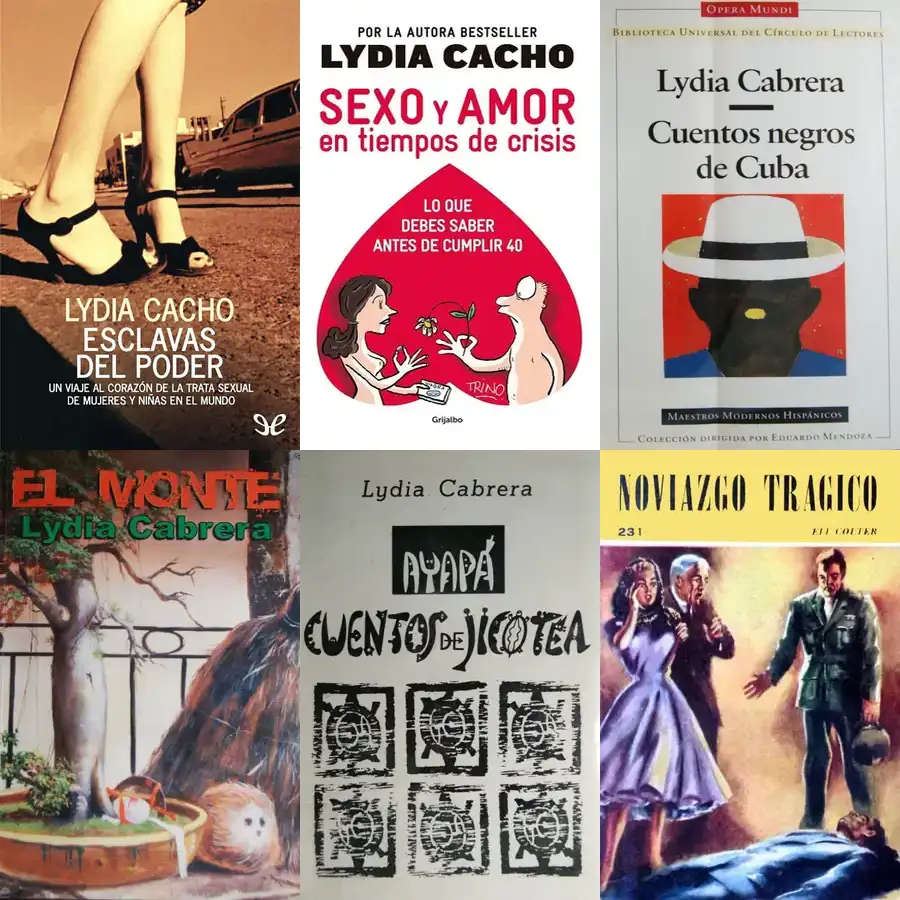 LYDIA CACHO
ESCLAVAS
DEL PODER
UN VIAJE AL CORAZÓN DE LA TRATA SEXUAL
DE MUJERES Y NIÑAS EN EL MUNDO
POR LA AUTORA BESTSELLER
LYDIA CACHO
SEXO Y AMOR
en tiempos de crisis
LO QUE
DEBES SABER
ANTES DE CUMPLIR 40
TRINO
Grijalbo
OPERA MUNDI
BIBLIOTECA UNIVERSAL DEL CÍRCULO DE LECTORES
Lydia Cabrera
Cuentos negros
de Cuba
MAESTROS MODERNOS HISPÁNICOS
COLECCIÓN DIRIGIDA POR EDUARDO MENDOZA
EL MONTE
Lydia Cabrera
Lydia Cabrera
AYAPÁ
CUENTOS DE JICOTEA
NOVIAZGO TRAGICO
231
ELI COLTER